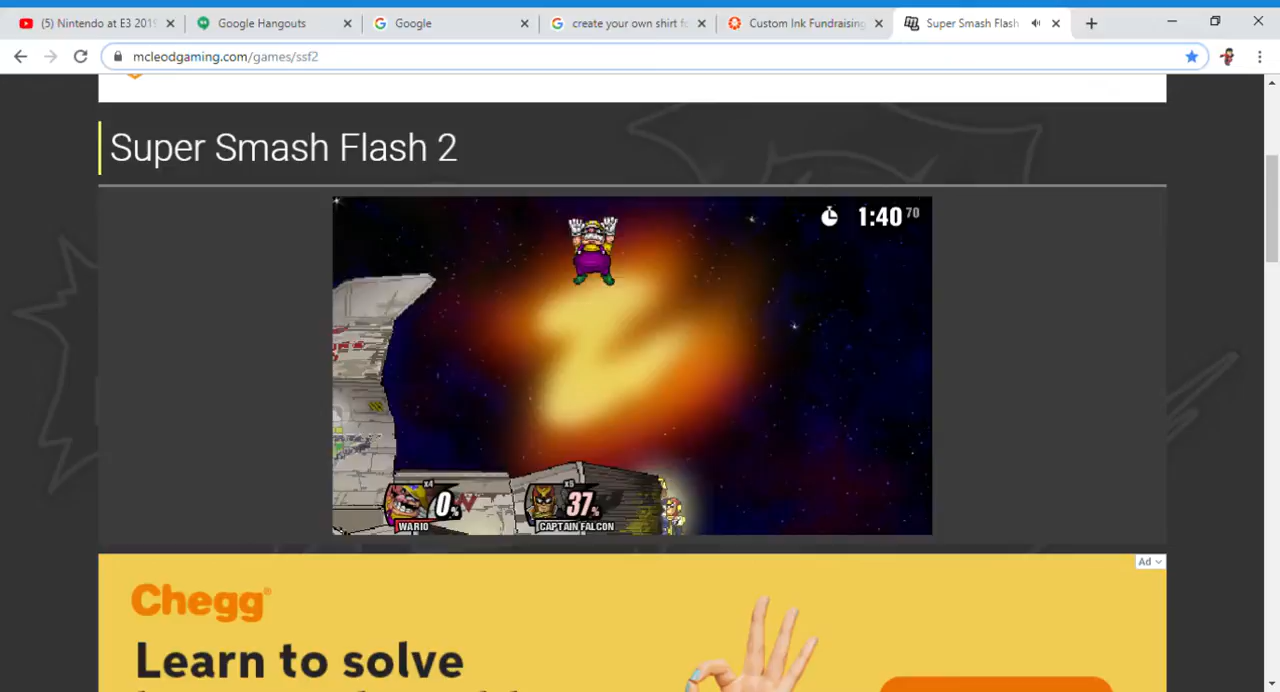 (5) Nintendo at E3 2019
Google Hangouts
Google
create your own shirt fo
Custom Ink Fundraising
Super Smash Flash
mcleodgaming.com/games/ssf2
Super Smash Flash 2
1:40 70
x4
0%
WARIO
x5
37%
CAPTAIN FALCON
Ad
Chegg®
Learn to solve